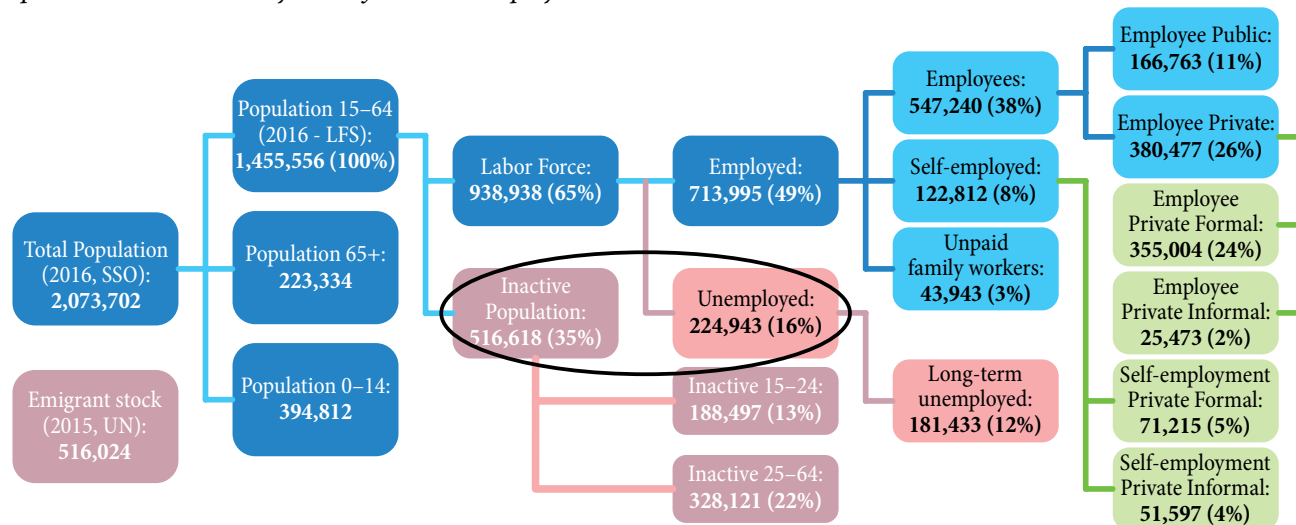 Total Population
(2016, SSO):
2,073,702
Emigrant stock
(2015, UN):
516,024
Population 15–64
(2016 - LFS):
1,455,556 (100%)
Population 65+:
223,334
Population 0–14:
394,812
Labor Force:
938,938 (65%)
Inactive
Population:
516,618 (35%)
Employed:
713,995 (49%)
Unemployed:
224,943 (16%)
Inactive 15–24:
188,497 (13%)
Inactive 25–64:
328,121 (22%)
Employees:
547,240 (38%)
Self-employed:
122,812 (8%)
Unpaid
family workers:
43,943 (3%)
Long-term
unemployed:
181,433 (12%)
Employee Public:
166,763 (11%)
Employee Private:
380,477 (26%)
Employee
Private Formal:
355,004 (24%)
Employee
Private Informal:
25,473 (2%)
Self-employment
Private Formal:
71,215 (5%)
Self-employment
Private Informal:
51,597 (4%)